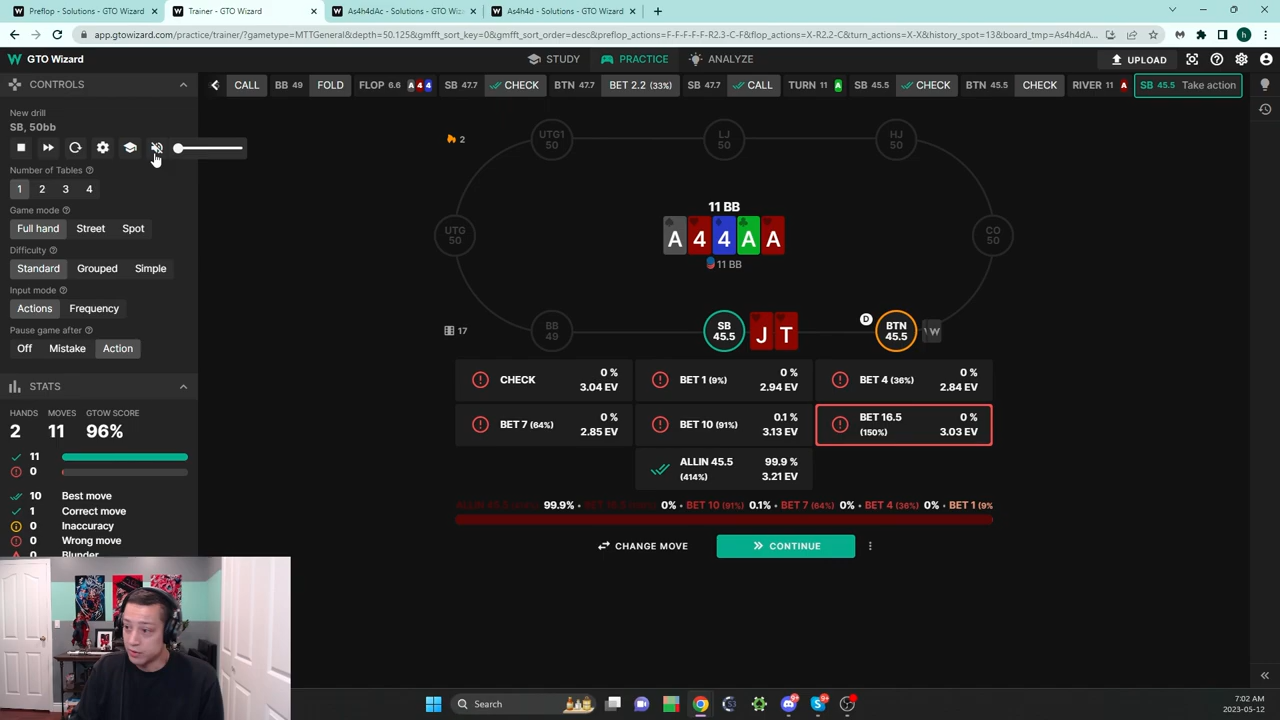 Preflop - Solutions - GTO Wizard
Trainer - GTO Wizard
As4h4dAc - Solutions - GTO Wiz
As4h4d - Solutions - GTO Wizard
app.gtowizard.com/practice/trainer/?gametype=MTTGeneral&depth=50.125&gmfft_sort_key=0&gmfft_sort_order=desc&preflop_actions=F-F-F-F-F-R2.3-C-F&flop_actions=X-R2.2-C&turn_actions=X-X&history_spot=13&board_tmp=As4h4dA...
GTO Wizard
STUDY
PRACTICE
ANALYZE
UPLOAD
CONTROLS
CALL BB 49 FOLD FLOP 6.6 A 4 4 SB 47.7 CHECK BTN 47.7 BET 2.2 (33%) SB 47.7 CALL TURN 11 A SB 45.5 CHECK BTN 45.5 CHECK RIVER 11 A SB 45.5 Take action
New drill
SB, 50bb
Number of Tables
1 2 3 4
Game mode
Full hand Street Spot
Difficulty
Standard Grouped Simple
Input mode
Actions Frequency
Pause game after
Off Mistake Action
STATS
HANDS MOVES GTOW SCORE
2 11 96%
11
0
10 Best move
1 Correct move
0 Inaccuracy
0 Wrong move
0 Blunder
2
UTG1
50
LJ
50
HJ
50
UTG
50
CO
50
11 BB
A 4 4 A A
11 BB
17
BB
49
SB
45.5
J T
D
BTN
45.5
W
CHECK 0 % 3.04 EV
BET 1 (9%) 0 % 2.94 EV
BET 4 (36%) 0 % 2.84 EV
BET 7 (64%) 0 % 2.85 EV
BET 10 (91%) 0.1 % 3.13 EV
BET 16.5 (150%) 0 % 3.03 EV
ALLIN 45.5 (414%) 99.9 % 3.21 EV
ALLIN 45.5 (414%) 99.9% • BET 16.5 (150%) 0% • BET 10 (91%) 0.1% • BET 7 (64%) 0% • BET 4 (36%) 0% • BET 1 (9%
CHANGE MOVE
CONTINUE
Search
7:02 AM
2023-05-12